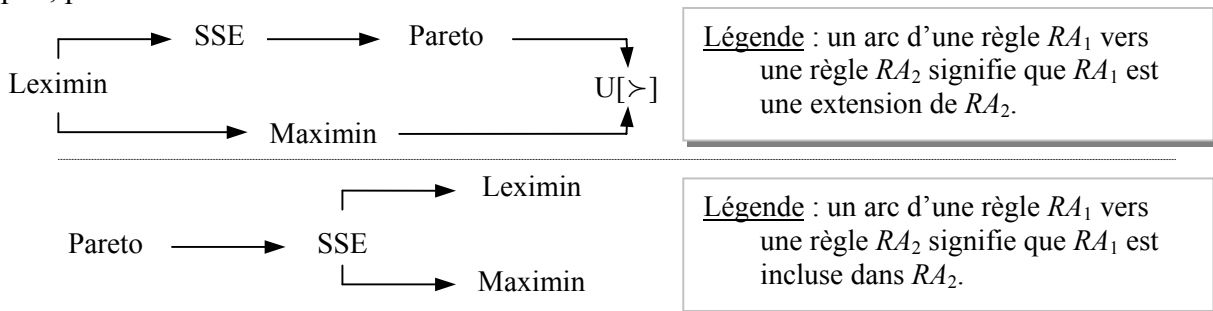 SSE Pareto
Leximin U[≻]
Maximin
Légende : un arc d’une règle RA₁ vers
une règle RA₂ signifie que RA₁ est
une extension de RA₂.
Leximin
Pareto SSE
Maximin
Légende : un arc d’une règle RA₁ vers
une règle RA₂ signifie que RA₁ est
incluse dans RA₂.